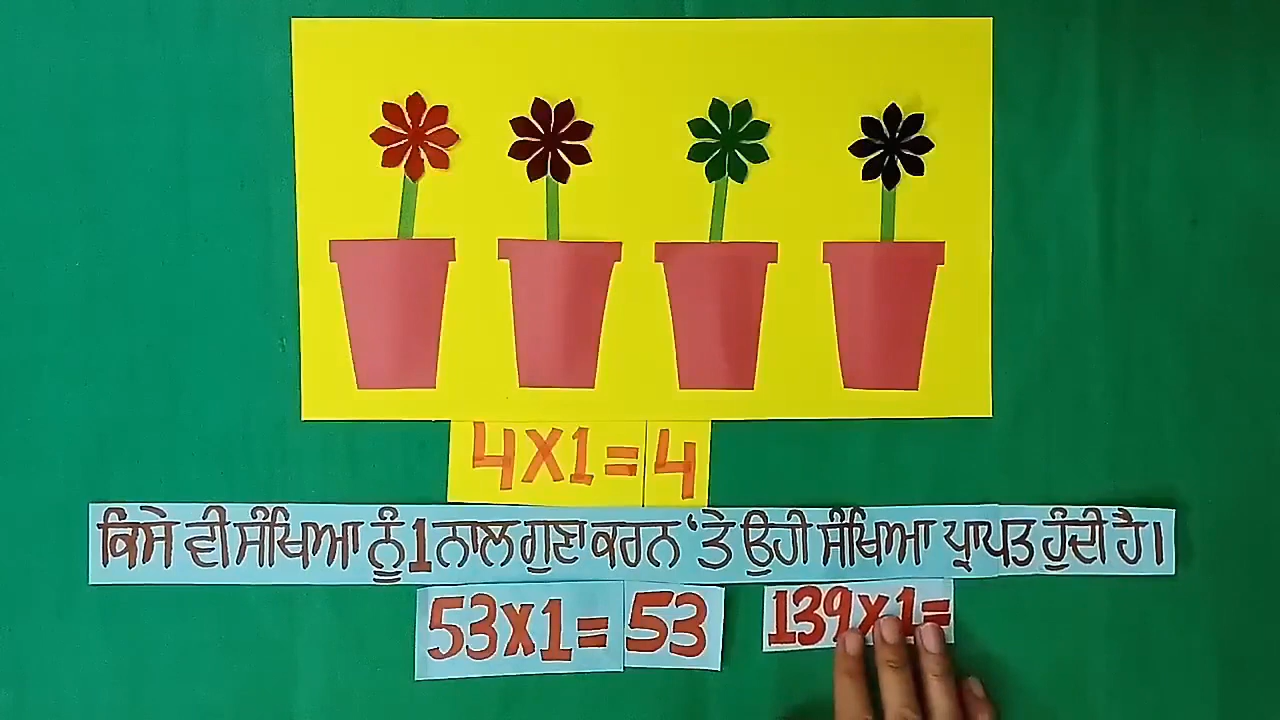 4X1=4
ਕਿਸੇ ਵੀ ਸੰਖਿਆ ਨੂੰ 1 ਨਾਲ ਗੁਣਾ ਕਰਨ 'ਤੇ ਉਹੀ ਸੰਖਿਆ ਪ੍ਰਾਪਤ ਹੁੰਦੀ ਹੈ।
53x1=53 139x1=